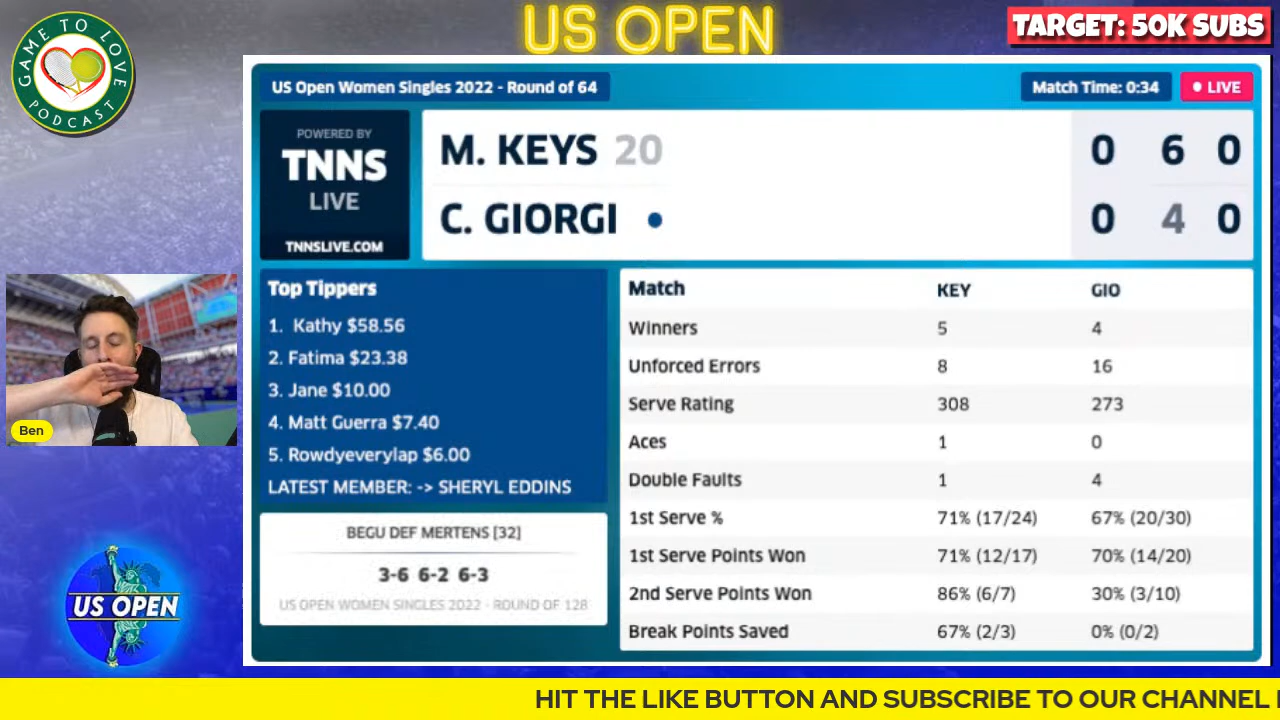 GAME TO LOVE
PODCAST
US OPEN
TARGET: 50K SUBS
US Open Women Singles 2022 - Round of 64
Match Time: 0:34
LIVE
POWERED BY
TNNS
LIVE
TNNSLIVE.COM
M. KEYS 20 0 6 0
C. GIORGI 0 4 0
Top Tippers
1. Kathy $58.56
2. Fatima $23.38
3. Jane $10.00
4. Matt Guerra $7.40
5. Rowdyeverylap $6.00
LATEST MEMBER: -> SHERYL EDDINS
BEGU DEF MERTENS [32]
3-6 6-2 6-3
US OPEN WOMEN SINGLES 2022 - ROUND OF 128
Match KEY GIO
Winners 5 4
Unforced Errors 8 16
Serve Rating 308 273
Aces 1 0
Double Faults 1 4
1st Serve % 71% (17/24) 67% (20/30)
1st Serve Points Won 71% (12/17) 70% (14/20)
2nd Serve Points Won 86% (6/7) 30% (3/10)
Break Points Saved 67% (2/3) 0% (0/2)
Ben
US OPEN
HIT THE LIKE BUTTON AND SUBSCRIBE TO OUR CHANNEL